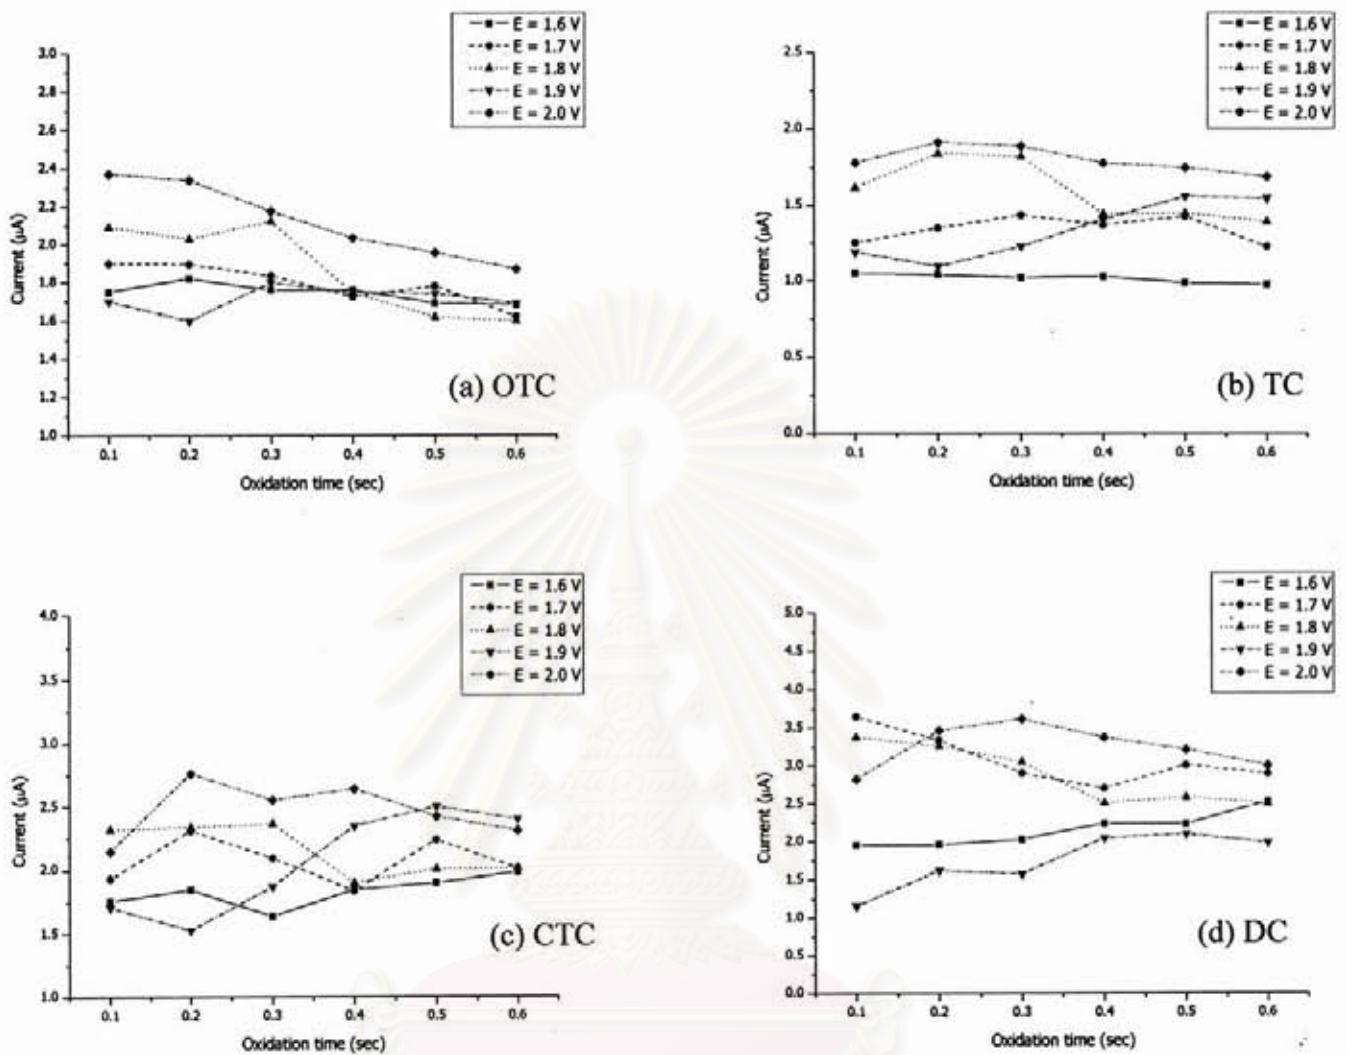 E = 1.6 V
E = 1.7 V
E = 1.8 V
E = 1.9 V
E = 2.0 V
3.0
2.8
2.6
2.4
2.2
2.0
1.8
1.6
1.4
1.2
1.0
Current (µA)
(a) OTC
0.1 0.2 0.3 0.4 0.5 0.6
Oxidation time (sec)
E = 1.6 V
E = 1.7 V
E = 1.8 V
E = 1.9 V
E = 2.0 V
2.5
2.0
1.5
1.0
0.5
0.0
Current (µA)
(b) TC
0.1 0.2 0.3 0.4 0.5 0.6
Oxidation time (sec)
E = 1.6 V
E = 1.7 V
E = 1.8 V
E = 1.9 V
E = 2.0 V
4.0
3.5
3.0
2.5
2.0
1.5
1.0
Current (µA)
(c) CTC
0.1 0.2 0.3 0.4 0.5 0.6
Oxidation time (sec)
E = 1.6 V
E = 1.7 V
E = 1.8 V
E = 1.9 V
E = 2.0 V
5.0
4.5
4.0
3.5
3.0
2.5
2.0
1.5
1.0
0.5
0.0
Current (µA)
(d) DC
0.1 0.2 0.3 0.4 0.5 0.6
Oxidation time (sec)